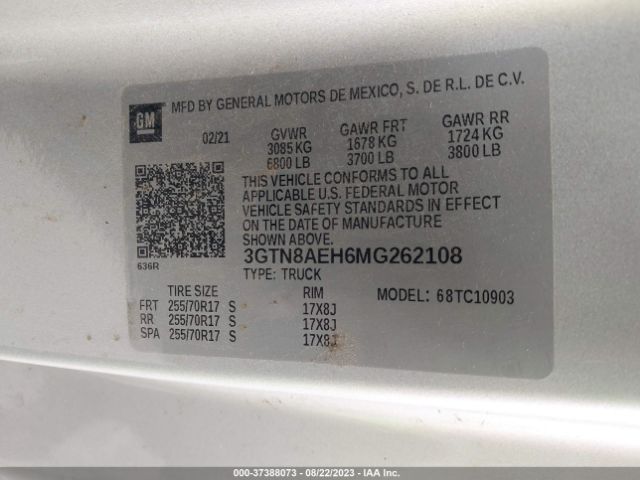 GM
MFD BY GENERAL MOTORS DE MEXICO, S. DE R.L. DE C.V.
02/21 GVWR GAWR FRT GAWR RR
3085 KG 1678 KG 1724 KG
6800 LB 3700 LB 3800 LB
THIS VEHICLE CONFORMS TO ALL
APPLICABLE U.S. FEDERAL MOTOR
VEHICLE SAFETY STANDARDS IN EFFECT
ON THE DATE OF MANUFACTURE
SHOWN ABOVE.
3GTN8AEH6MG262108
636R
TYPE: TRUCK
TIRE SIZE RIM MODEL: 68TC10903
FRT 255/70R17 S 17X8J
RR 255/70R17 S 17X8J
SPA 255/70R17 S 17X8J
000-37388073 - 08/22/2023 - IAA Inc.